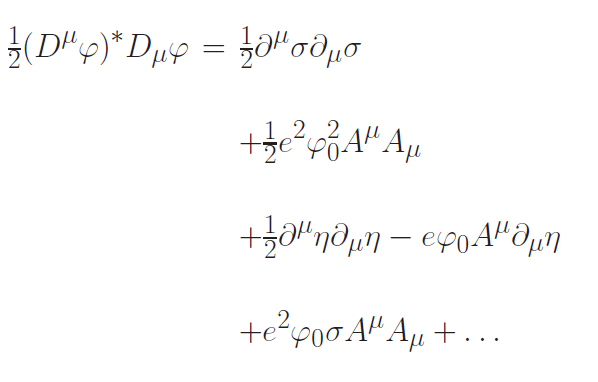 ½(D^μφ)*D_μφ = ½∂^μσ∂_μσ
+½e²φ₀²A^μA_μ
+½∂^μη∂_μη − eφ₀A^μ∂_μη
+e²φ₀σA^μA_μ + …